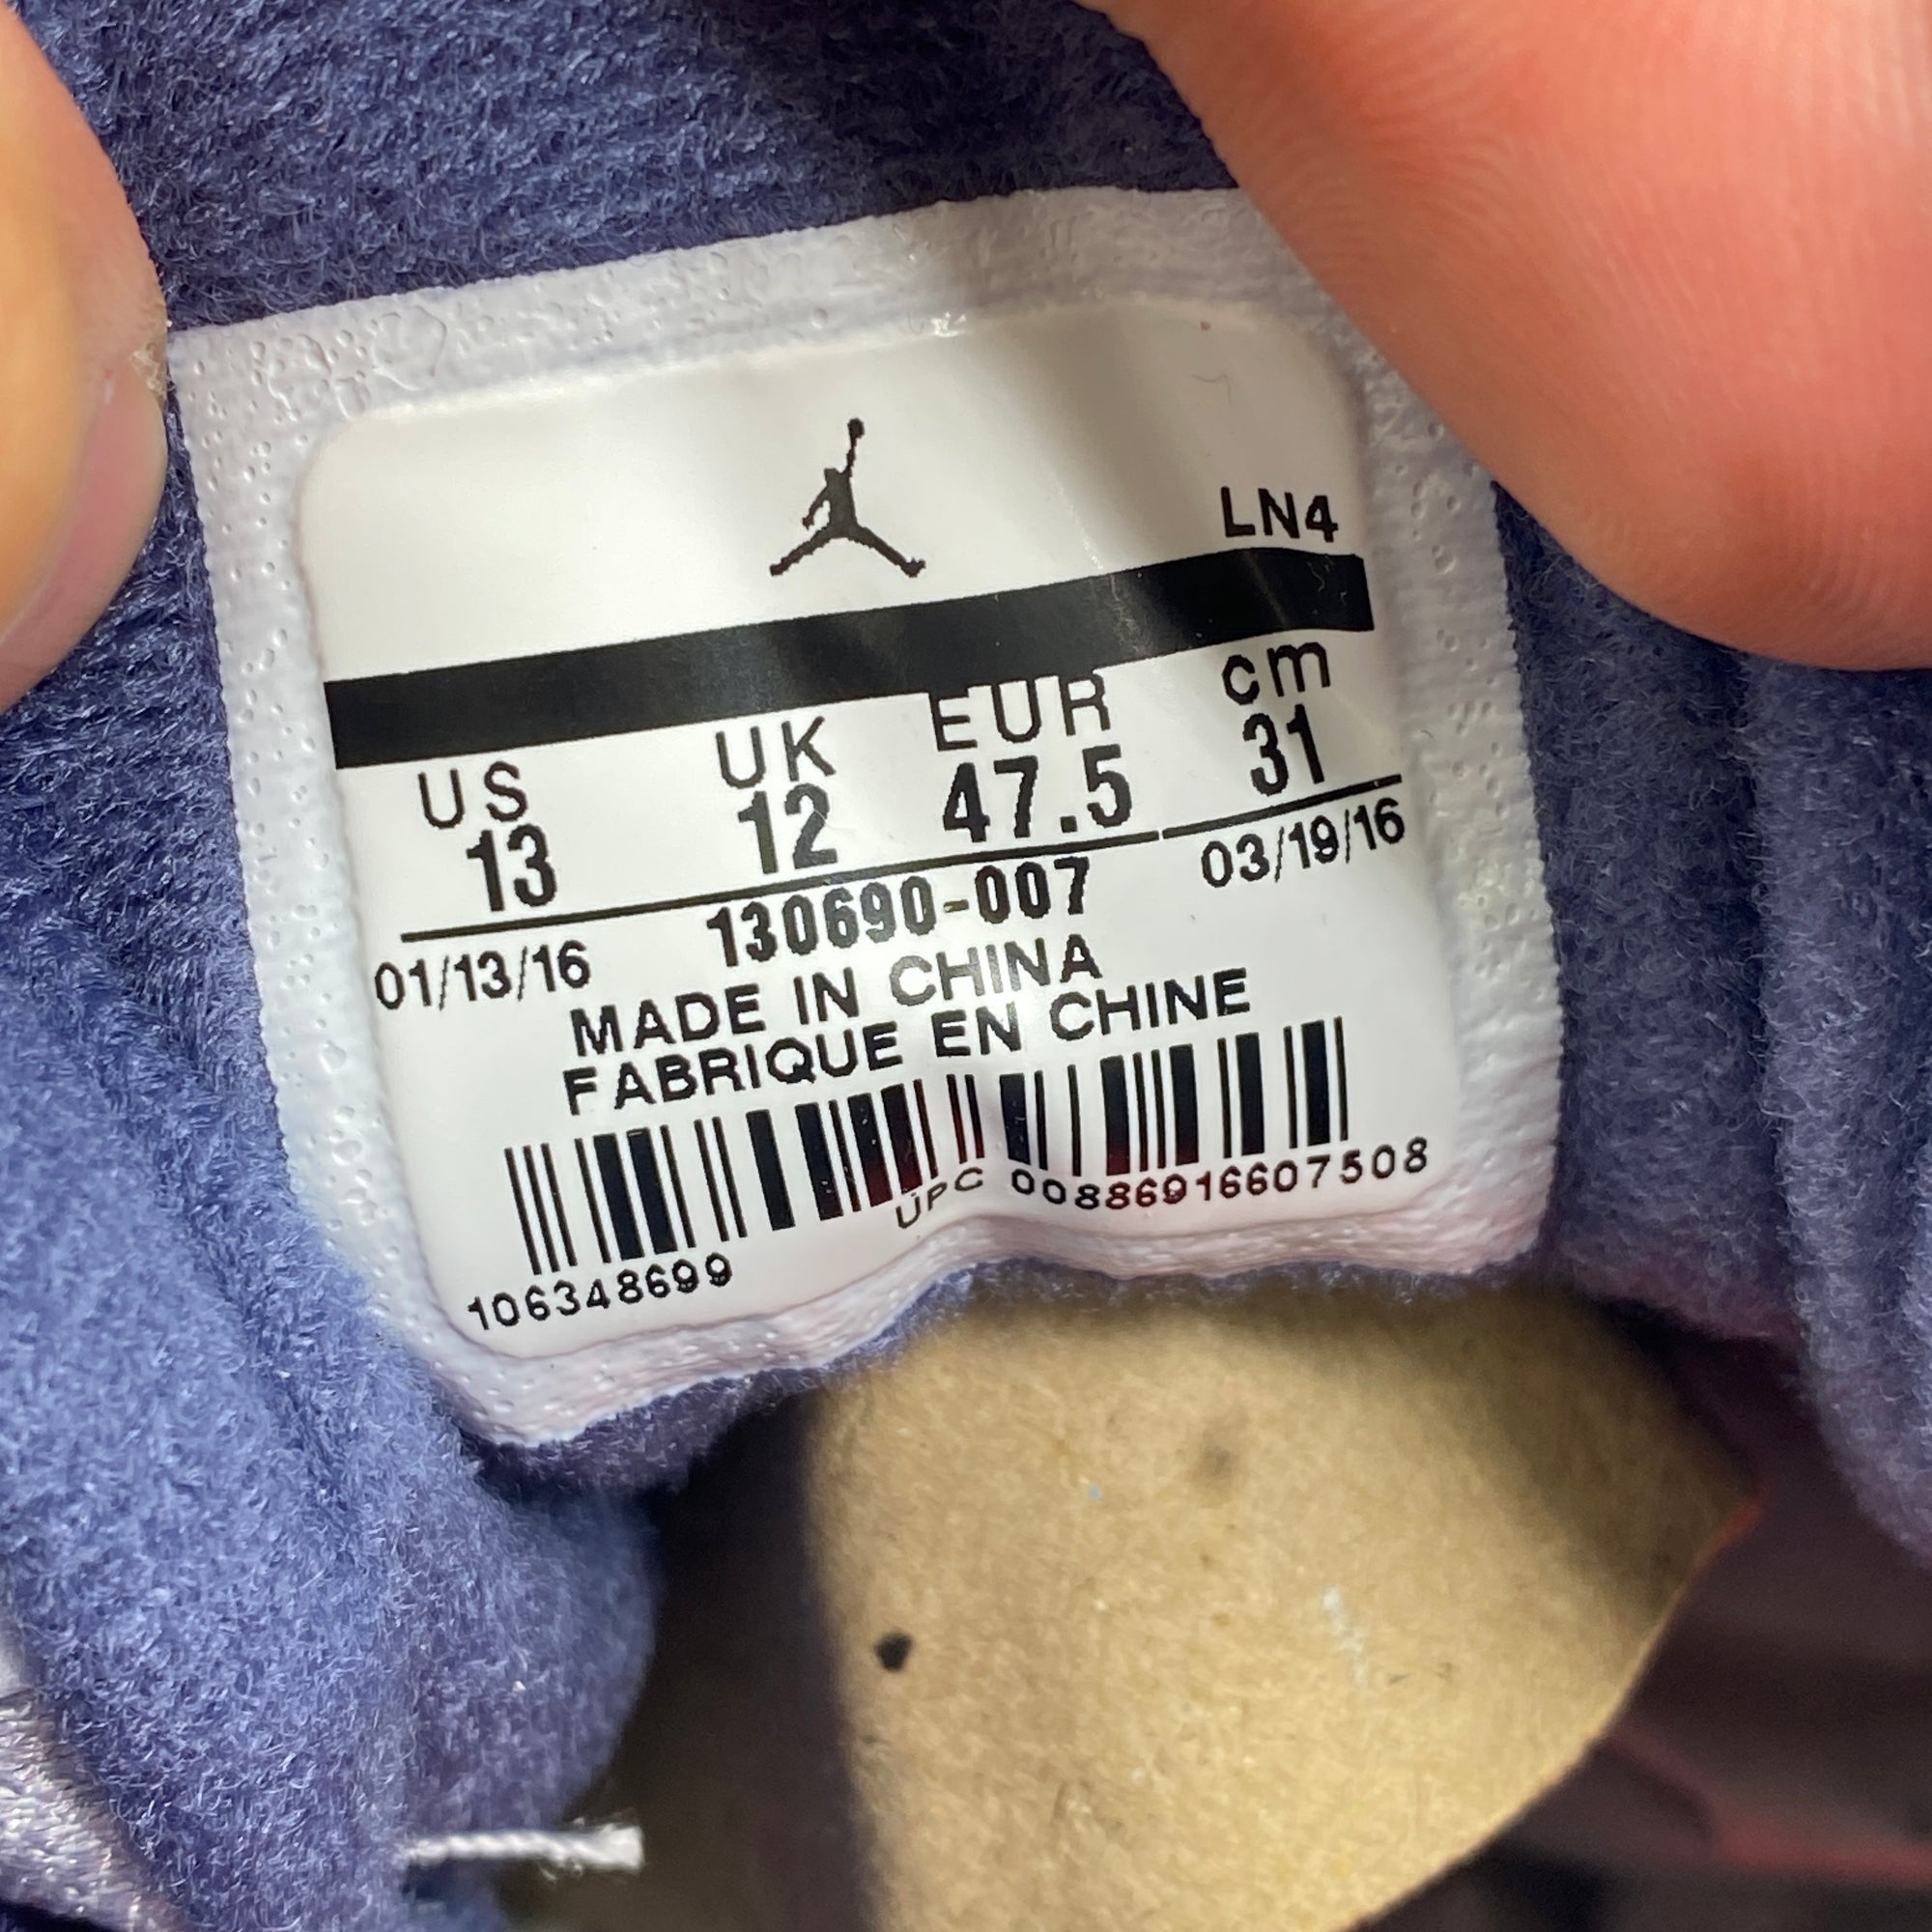 LN4
US UK EUR cm
13 12 47.5 31
01/13/16 130690-007 03/19/16
MADE IN CHINA
FABRIQUE EN CHINE
UPC 00886916607508
106348699